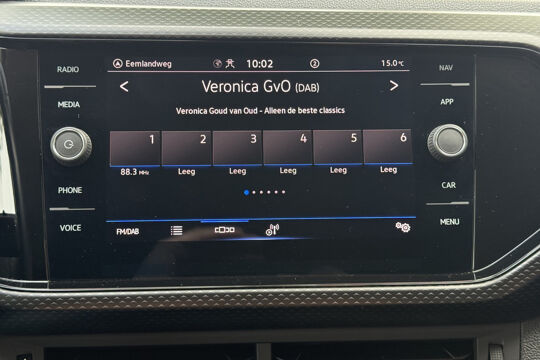 RADIO
MEDIA
PHONE
VOICE
Eemlandweg 10:02 2 15.0°C
< Veronica GvO (DAB) >
Veronica Goud van Oud - Alleen de beste classics
1 2 3 4 5 6
88.3 MHz Leeg Leeg Leeg Leeg Leeg
FM/DAB
NAV
APP
CAR
MENU